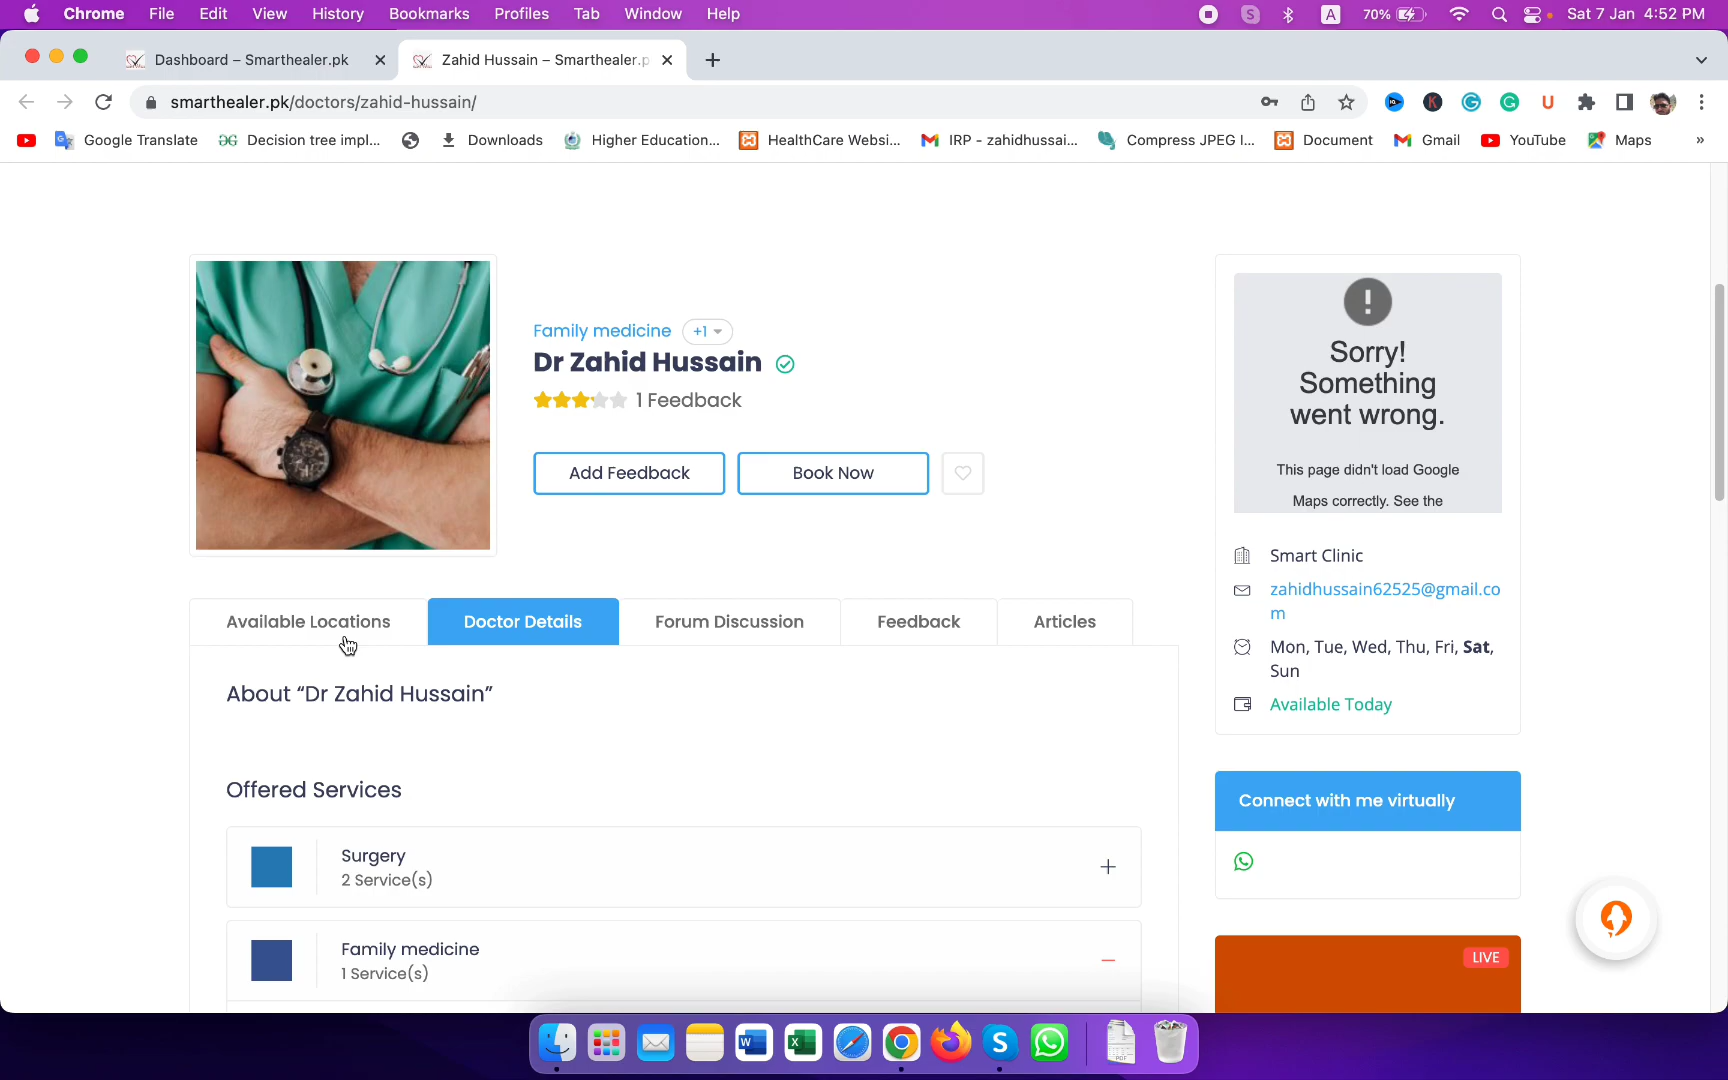 Chrome File Edit View History Bookmarks Profiles Tab Window Help S A 70% Sat 7 Jan 4:52 PM
Dashboard – Smarthealer.pk Zahid Hussain – Smarthealer.p
smarthealer.pk/doctors/zahid-hussain/
Google Translate Decision tree impl... Downloads Higher Education... HealthCare Websi... IRP - zahidhussai... Compress JPEG I... Document Gmail YouTube Maps »
Family medicine +1
Dr Zahid Hussain
1 Feedback
Add Feedback Book Now
Sorry!
Something
went wrong.
This page didn't load Google
Maps correctly. See the
Smart Clinic
zahidhussain62525@gmail.co
m
Mon, Tue, Wed, Thu, Fri, Sat,
Sun
Available Today
Available Locations Doctor Details Forum Discussion Feedback Articles
About “Dr Zahid Hussain”
Offered Services
Surgery
2 Service(s)
Family medicine
1 Service(s)
Connect with me virtually
LIVE